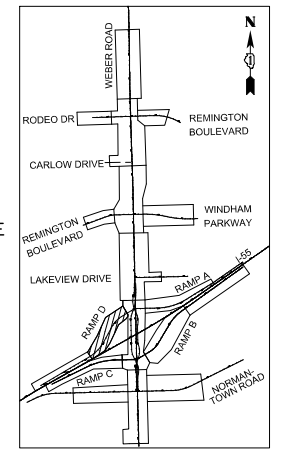 N
WEBER ROAD
RODEO DR
REMINGTON
BOULEVARD
CARLOW DRIVE
WINDHAM
PARKWAY
REMINGTON
BOULEVARD
LAKEVIEW DRIVE
I-55
RAMP A
RAMP D
RAMP B
RAMP C
NORMAN-
TOWN ROAD